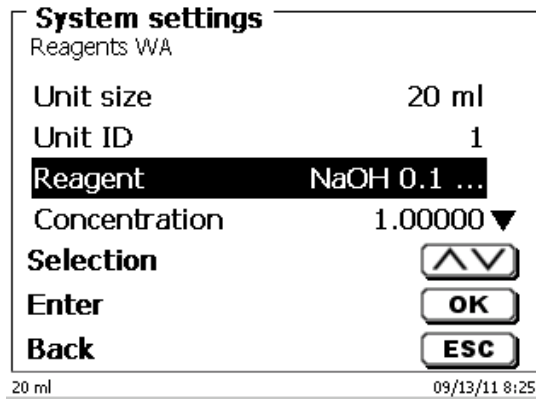 System settings
Reagents WA
Unit size 20 ml
Unit ID 1
Reagent NaOH 0.1 ...
Concentration 1.00000
Selection
Enter OK
Back ESC
20 ml 09/13/11 8:25